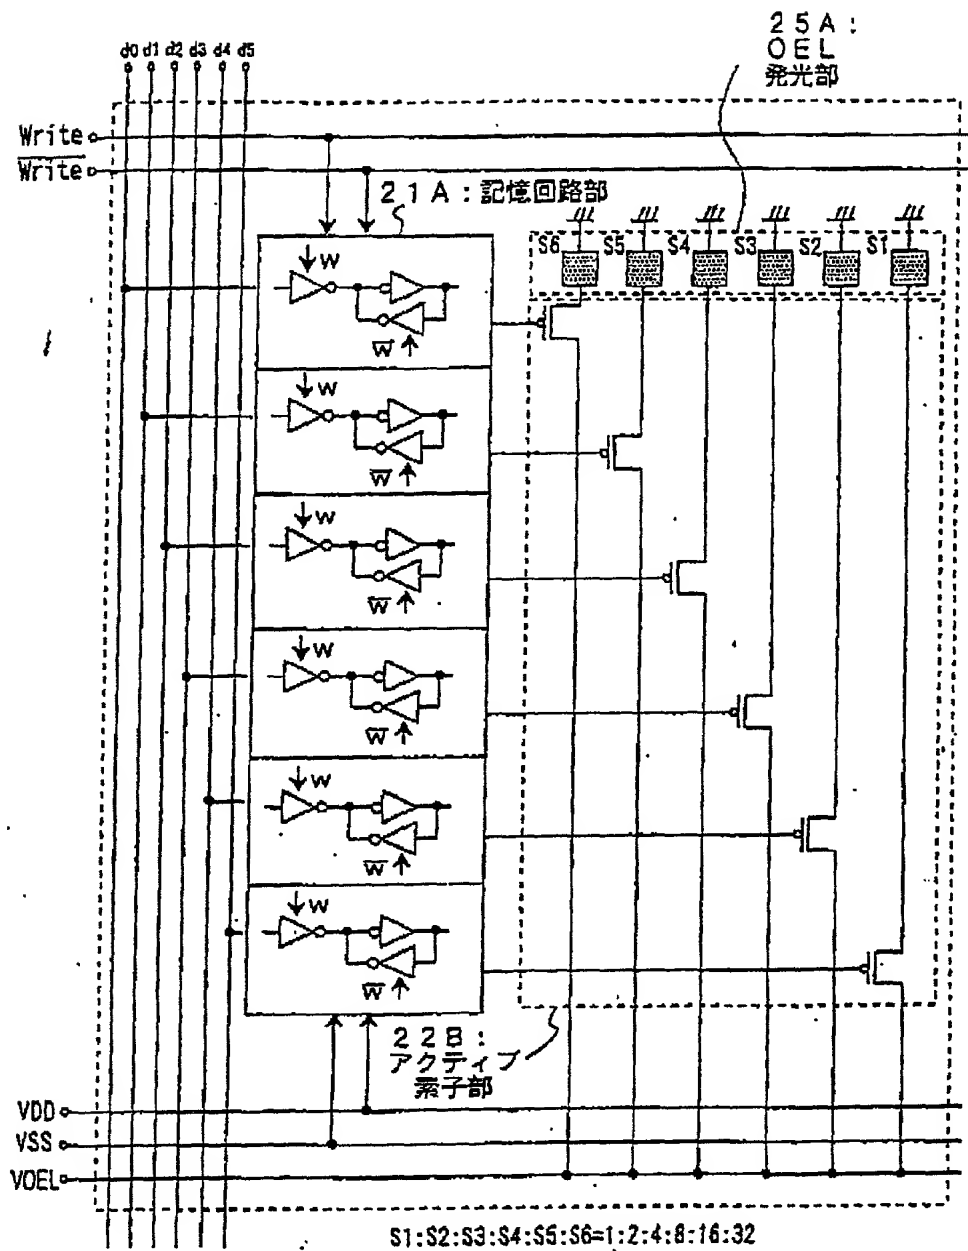 25A:
OEL
発光部
d0 d1 d2 d3 d4 d5
Write
Write
21A:記憶回路部
S6 S5 S4 S3 S2 S1
W
W
W
W
W
W
W
W
W
W
W
W
22B:
アクティブ
素子部
VDD
VSS
VOEL
S1:S2:S3:S4:S5:S6=1:2:4:8:16:32